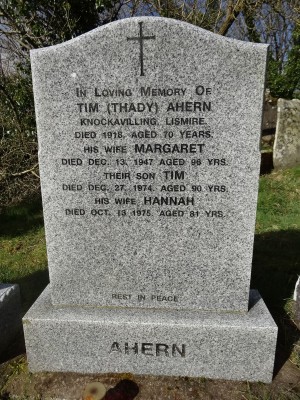 IN LOVING MEMORY OF
TIM (THADY) AHERN
KNOCKAVILLING, LISMIRE.
DIED 1918, AGED 70 YEARS.
HIS WIFE MARGARET
DIED DEC. 13, 1947 AGED 96 YRS.
THEIR SON TIM
DIED DEC. 27, 1974, AGED 90 YRS.
HIS WIFE HANNAH
DIED OCT. 13 1975, AGED 81 YRS.
REST IN PEACE
AHERN